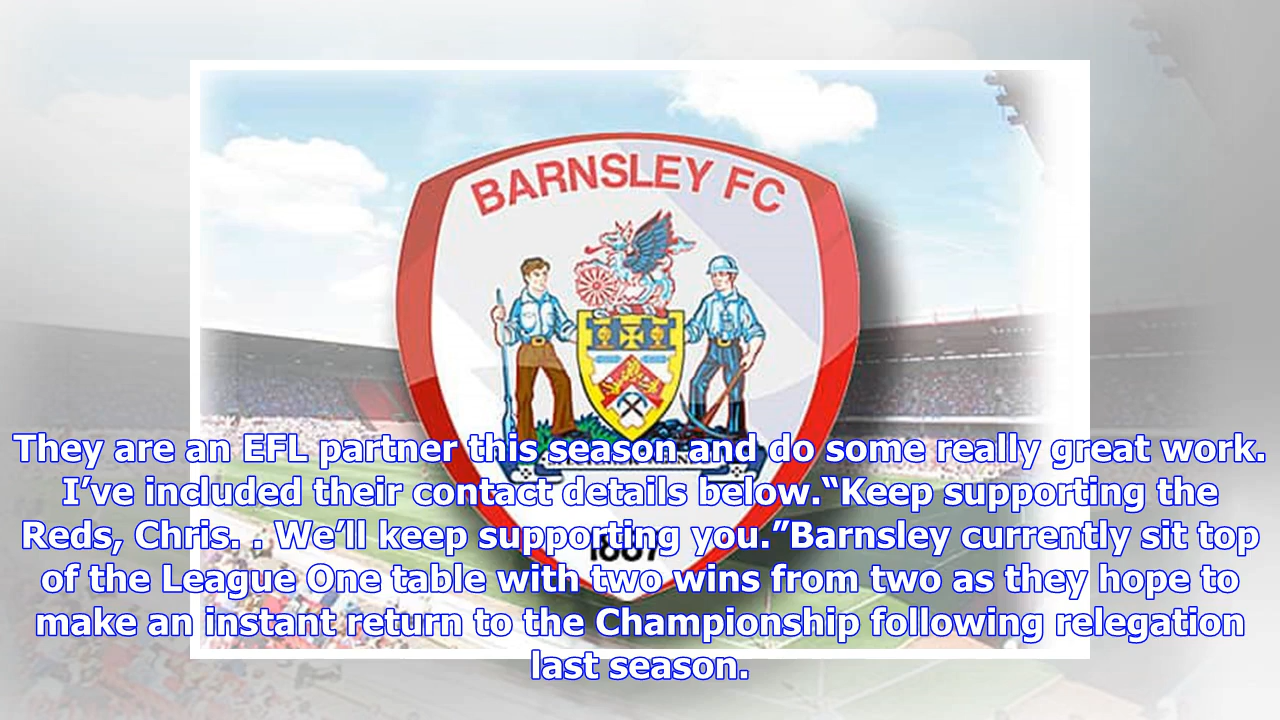 BARNSLEY FC
They are an EFL partner this season and do some really great work.
I’ve included their contact details below.“Keep supporting the
Reds, Chris. . We’ll keep supporting you.”Barnsley currently sit top
of the League One table with two wins from two as they hope to
make an instant return to the Championship following relegation
last season.